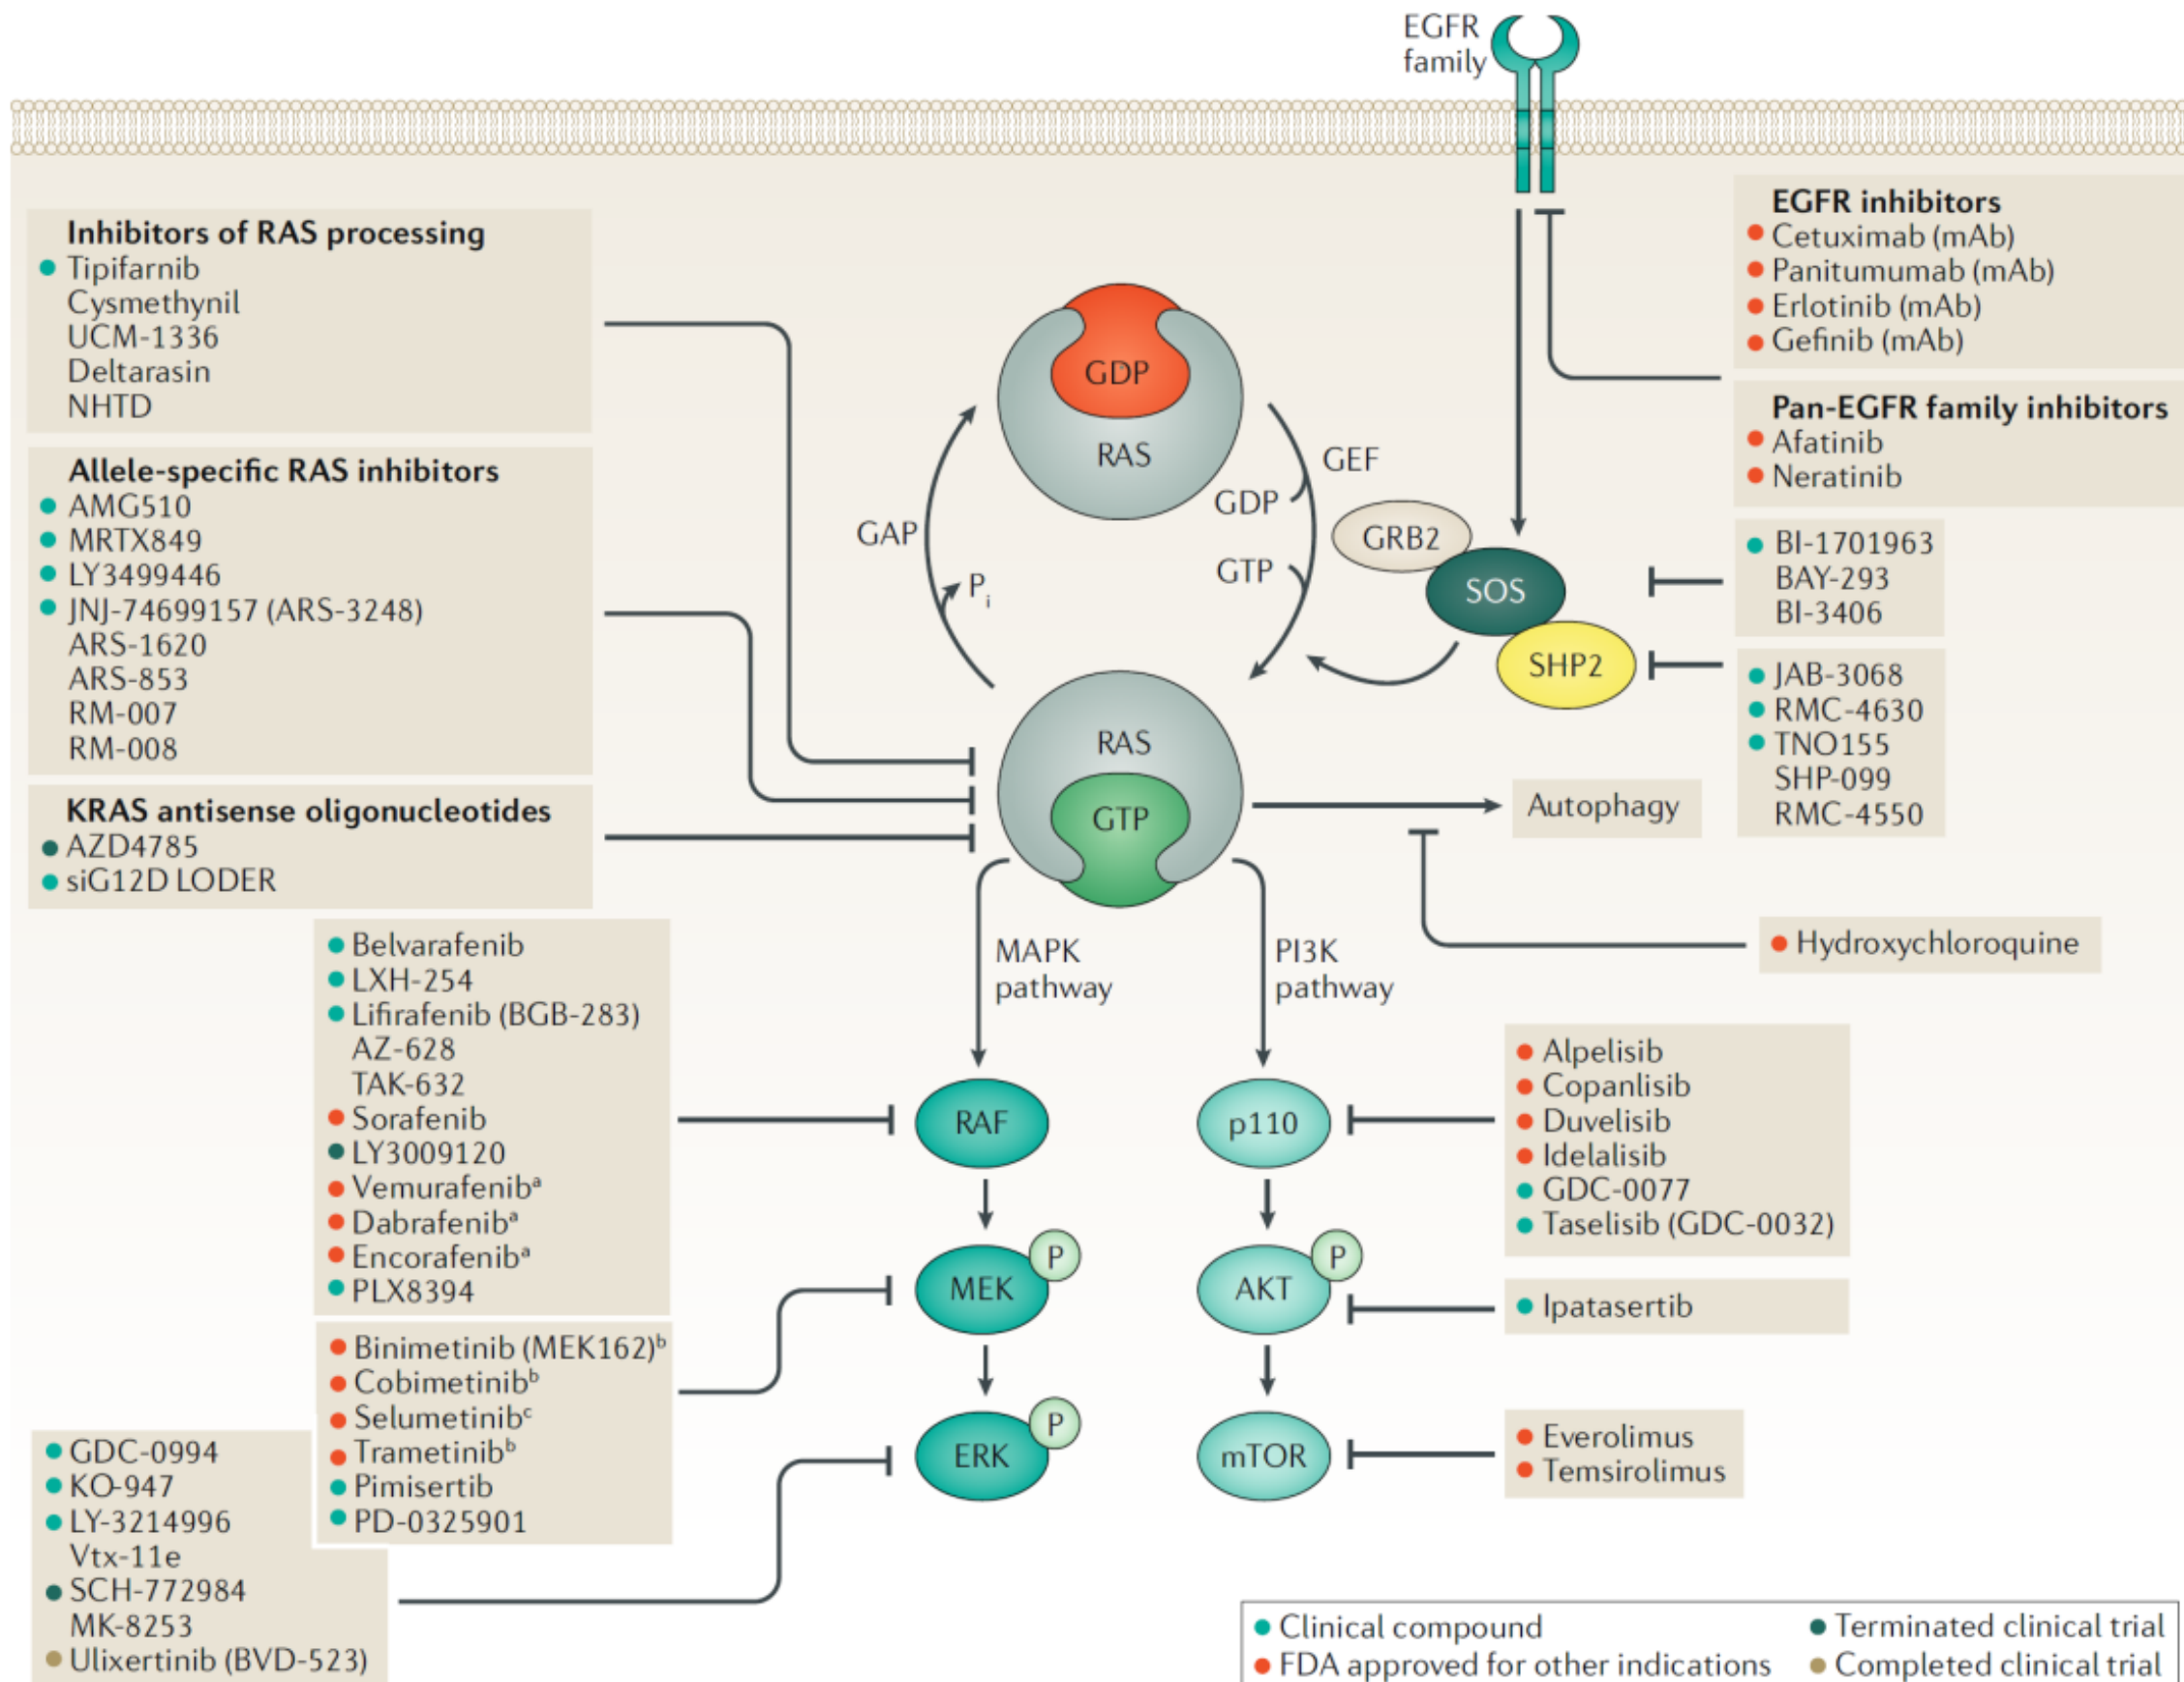 EGFR
family
Inhibitors of RAS processing
Tipifarnib
Cysmethynil
UCM-1336
Deltarasin
NHTD
Allele-specific RAS inhibitors
AMG510
MRTX849
LY3499446
JNJ-74699157 (ARS-3248)
ARS-1620
ARS-853
RM-007
RM-008
KRAS antisense oligonucleotides
AZD4785
siG12D LODER
GDP
RAS
GAP
Pi
GEF
GDP
GTP
GRB2
SOS
SHP2
RAS
GTP
EGFR inhibitors
Cetuximab (mAb)
Panitumumab (mAb)
Erlotinib (mAb)
Gefinib (mAb)
Pan-EGFR family inhibitors
Afatinib
Neratinib
BI-1701963
BAY-293
BI-3406
JAB-3068
RMC-4630
TNO155
SHP-099
RMC-4550
Autophagy
Hydroxychloroquine
MAPK
pathway
PI3K
pathway
Belvarafenib
LXH-254
Lifirafenib (BGB-283)
AZ-628
TAK-632
Sorafenib
LY3009120
Vemurafenibᵃ
Dabrafenibᵃ
Encorafenibᵃ
PLX8394
Binimetinib (MEK162)ᵇ
Cobimetinibᵇ
Selumetinibᶜ
Trametinibᵇ
Pimisertib
PD-0325901
GDC-0994
KO-947
LY-3214996
Vtx-11e
SCH-772984
MK-8253
Ulixertinib (BVD-523)
RAF
MEK
P
ERK
P
p110
AKT
P
mTOR
Alpelisib
Copanlisib
Duvelisib
Idelalisib
GDC-0077
Taselisib (GDC-0032)
Ipatasertib
Everolimus
Temsirolimus
Clinical compound
FDA approved for other indications
Terminated clinical trial
Completed clinical trial